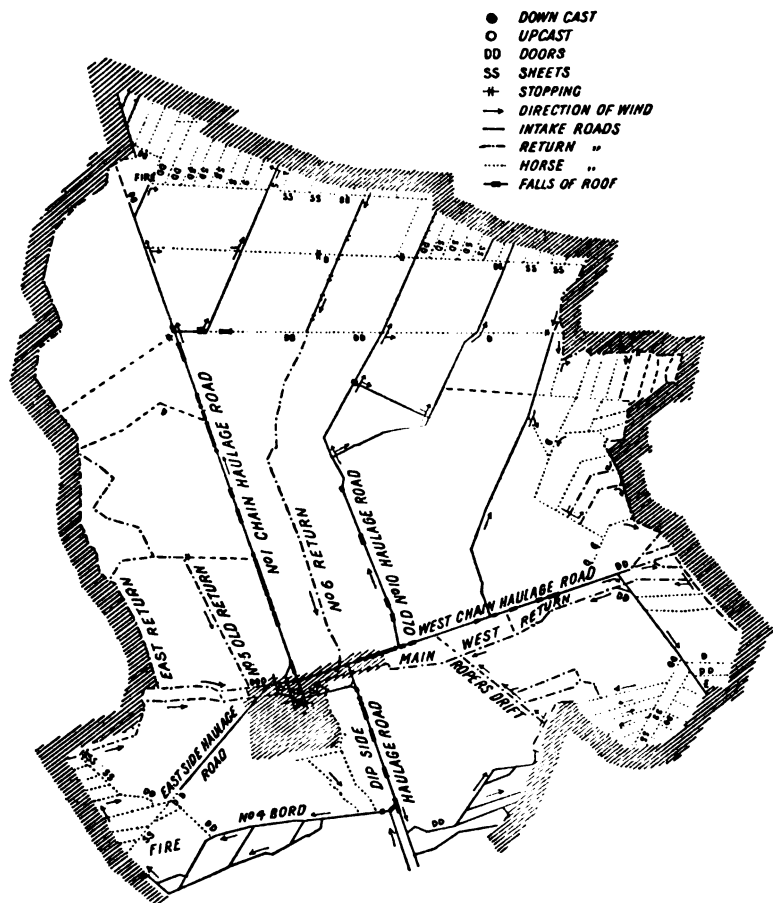 DOWN CAST
UPCAST
DD DOORS
SS SHEETS
STOPPING
DIRECTION OF WIND
INTAKE ROADS
RETURN "
HORSE "
FALLS OF ROOF
FIRE
SS SS DD
SS SS
DD DD
No1 CHAIN HAULAGE ROAD
No6 RETURN
OLD No10 HAULAGE ROAD
WEST CHAIN HAULAGE ROAD
MAIN WEST RETURN
EAST RETURN
No5 OLD RETURN
ROPERS DRIFT
EAST SIDE HAULAGE
ROAD
DIP SIDE
HAULAGE ROAD
No4 BORD
DD
DD
FIRE